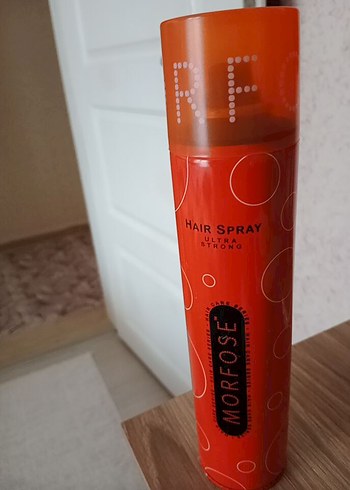 RF
HAIR SPRAY
ULTRA
STRONG
MORFOSE